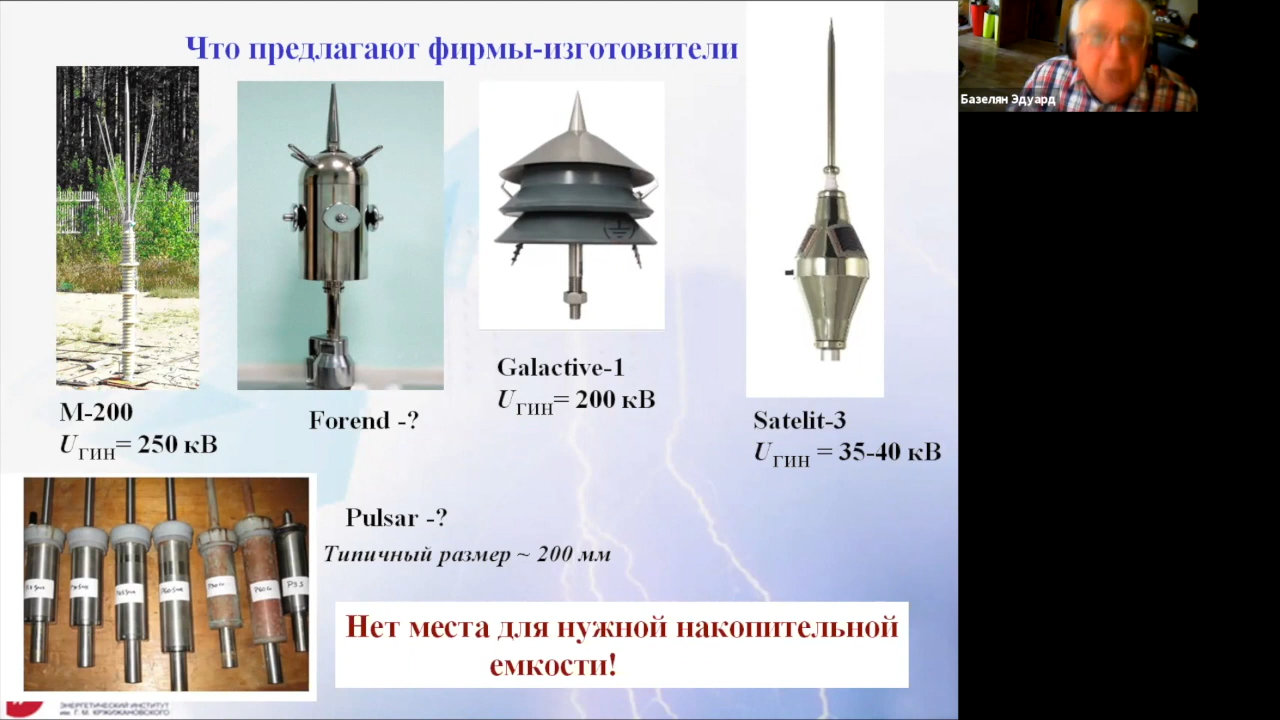 Что предлагают фирмы-изготовители
Базелян Эдуард
М-200
UГИН= 250 кВ
Forend -?
Galactive-1
UГИН= 200 кВ
Satelit-3
UГИН = 35-40 кВ
Pulsar -?
Типичный размер ~ 200 мм
Нет места для нужной накопительной
емкости!
ЭНЕРГЕТИЧЕСКИЙ ИНСТИТУТ
им. Г. М. КРЖИЖАНОВСКОГО